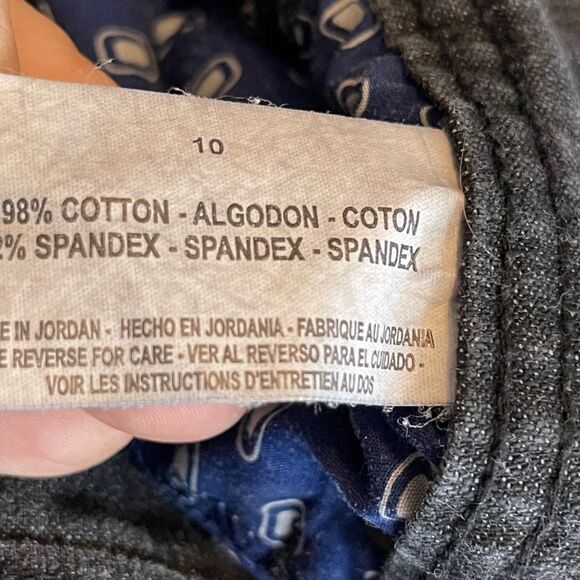 10
98% COTTON - ALGODON - COTON
2% SPANDEX - SPANDEX - SPANDEX
E IN JORDAN - HECHO EN JORDANIA - FABRIQUE AU JORDANIA
E REVERSE FOR CARE - VER AL REVERSO PARA EL CUIDADO -
VOIR LES INSTRUCTIONS D'ENTRETIEN AU DOS